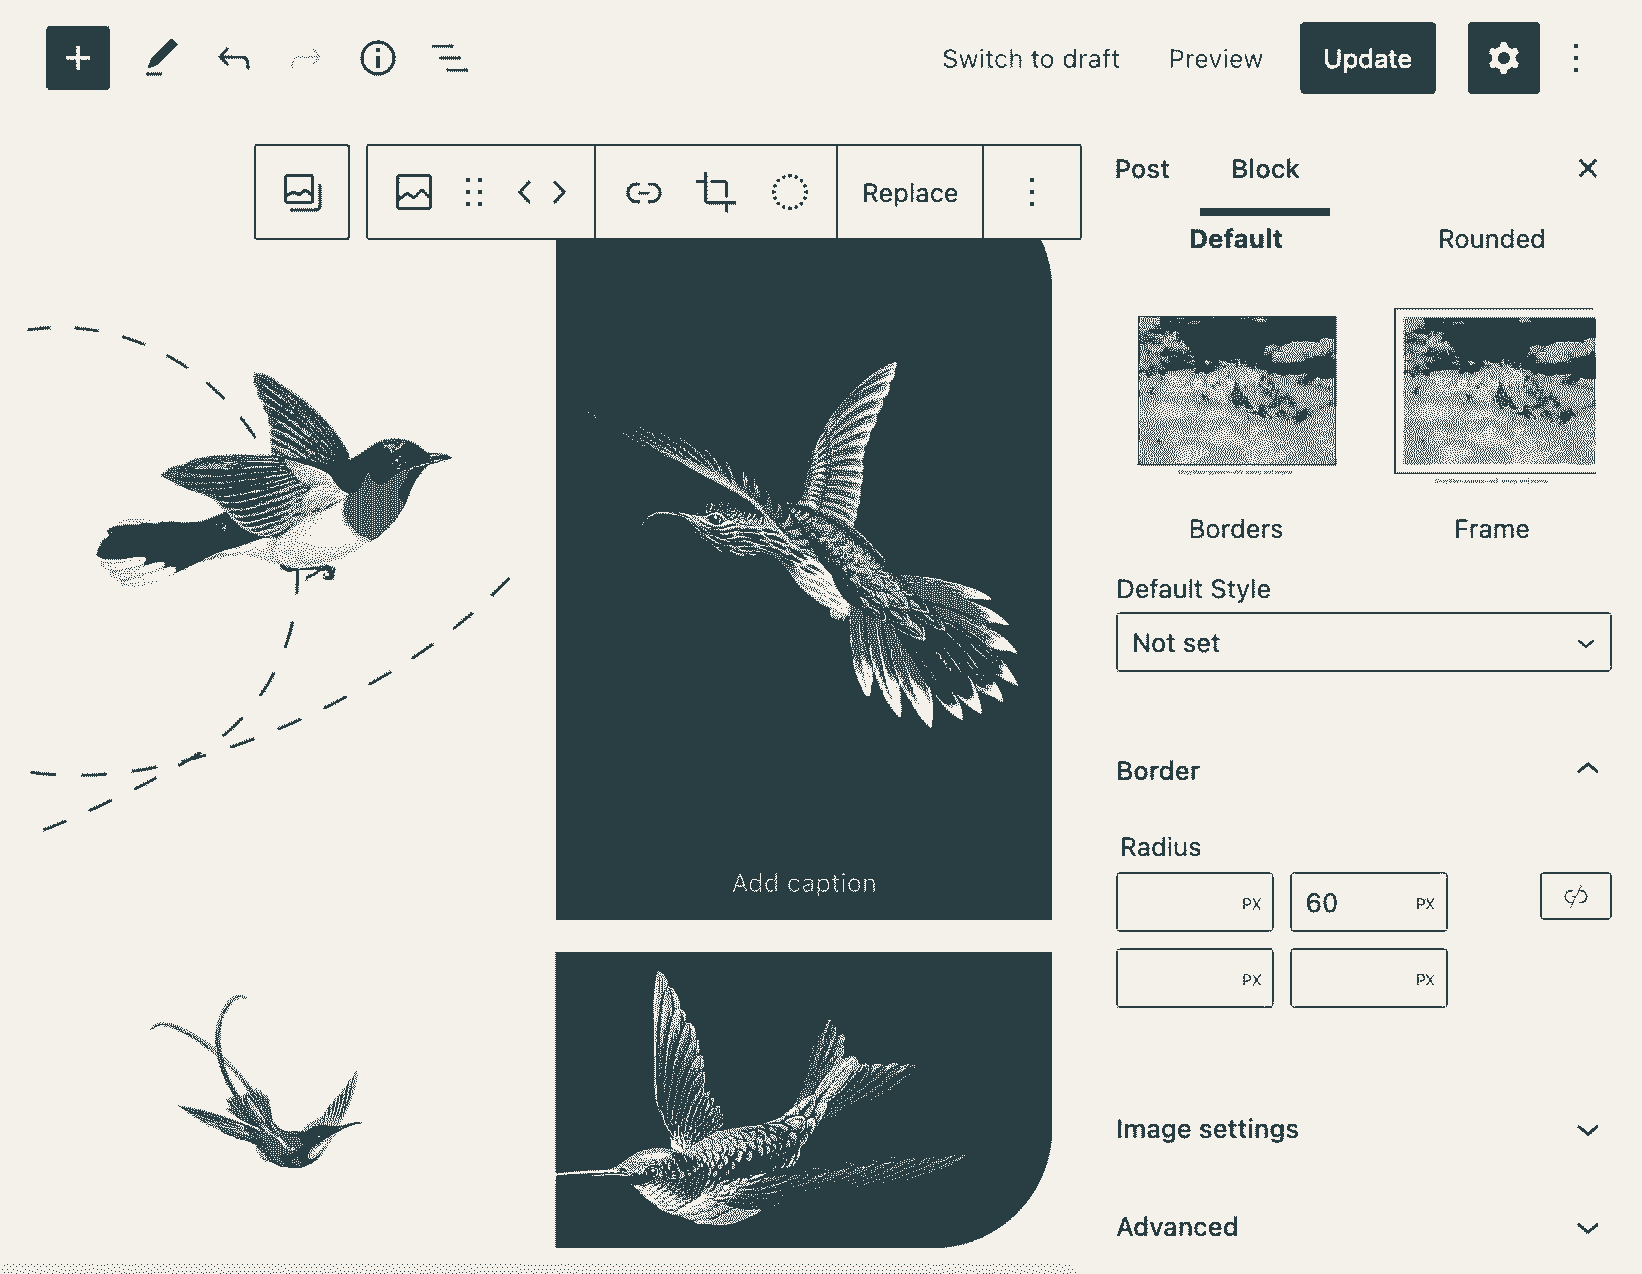 Switch to draft Preview Update
Replace
Post Block
Default Rounded
Borders Frame
Default Style
Not set
Border
Radius
PX 60 PX
PX PX
Add caption
Image settings
Advanced